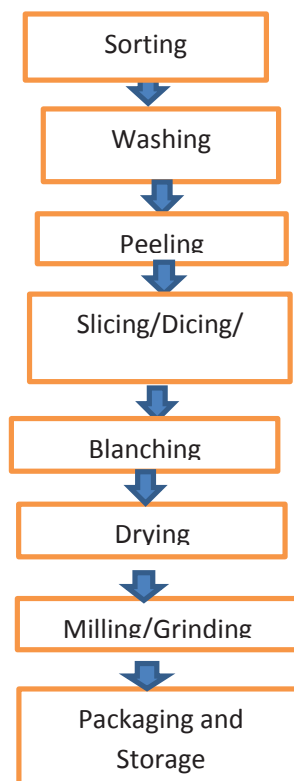 Sorting
Washing
Peeling
Slicing/Dicing/
Blanching
Drying
Milling/Grinding
Packaging and
Storage